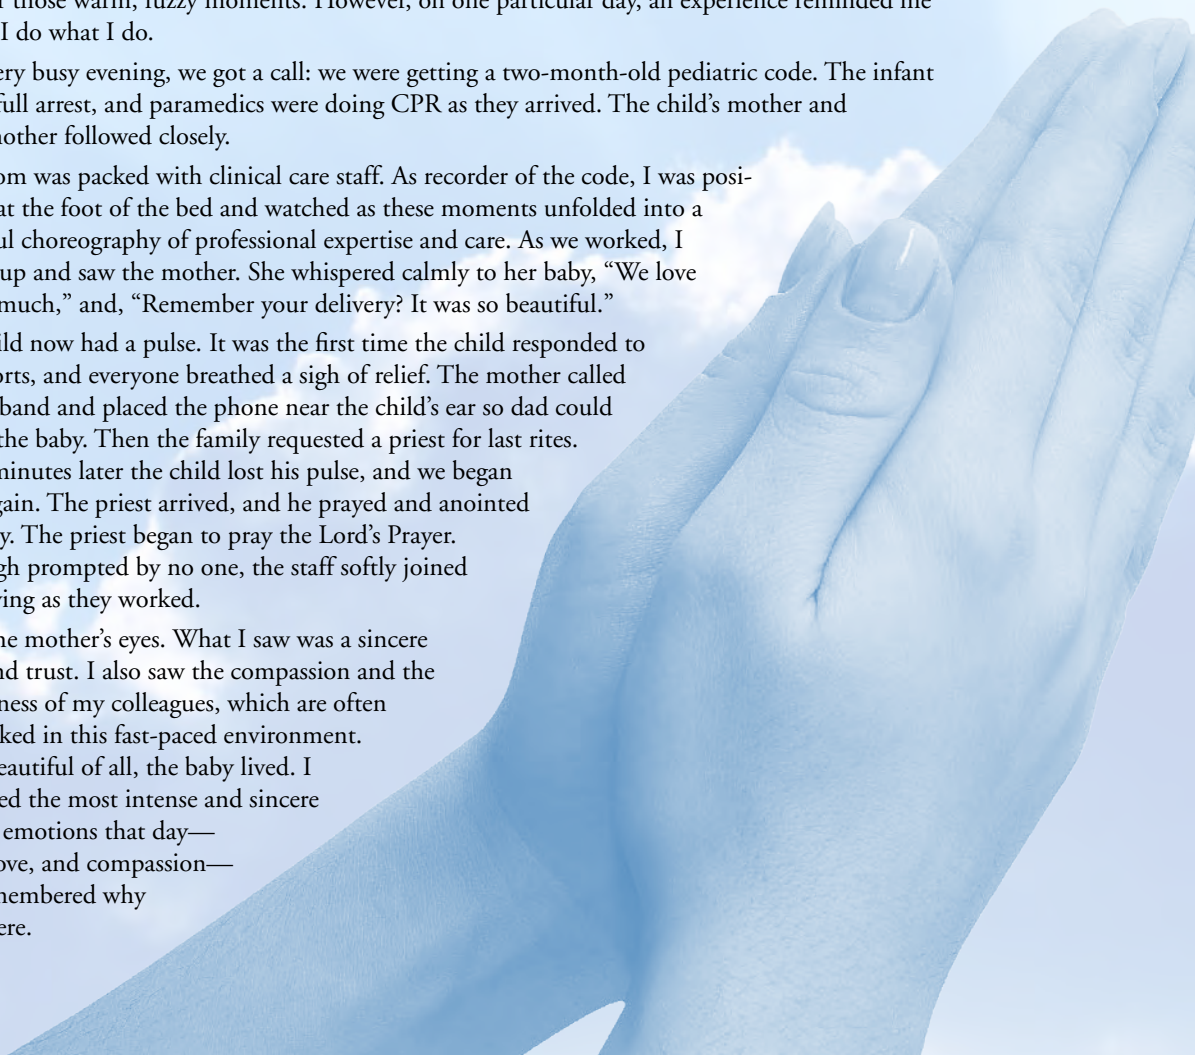 those warm, fuzzy moments. However, on one particular day, an experience reminded me
I do what I do.
ery busy evening, we got a call: we were getting a two-month-old pediatric code. The infant
full arrest, and paramedics were doing CPR as they arrived. The child’s mother and
nother followed closely.
om was packed with clinical care staff. As recorder of the code, I was posi-
at the foot of the bed and watched as these moments unfolded into a
ul choreography of professional expertise and care. As we worked, I
up and saw the mother. She whispered calmly to her baby, “We love
much,” and, “Remember your delivery? It was so beautiful.”
ild now had a pulse. It was the first time the child responded to
orts, and everyone breathed a sigh of relief. The mother called
band and placed the phone near the child’s ear so dad could
the baby. Then the family requested a priest for last rites.
minutes later the child lost his pulse, and we began
gain. The priest arrived, and he prayed and anointed
y. The priest began to pray the Lord’s Prayer.
gh prompted by no one, the staff softly joined
ying as they worked.
he mother’s eyes. What I saw was a sincere
nd trust. I also saw the compassion and the
ness of my colleagues, which are often
ked in this fast-paced environment.
eautiful of all, the baby lived. I
ed the most intense and sincere
emotions that day—
ove, and compassion—
membered why
ere.